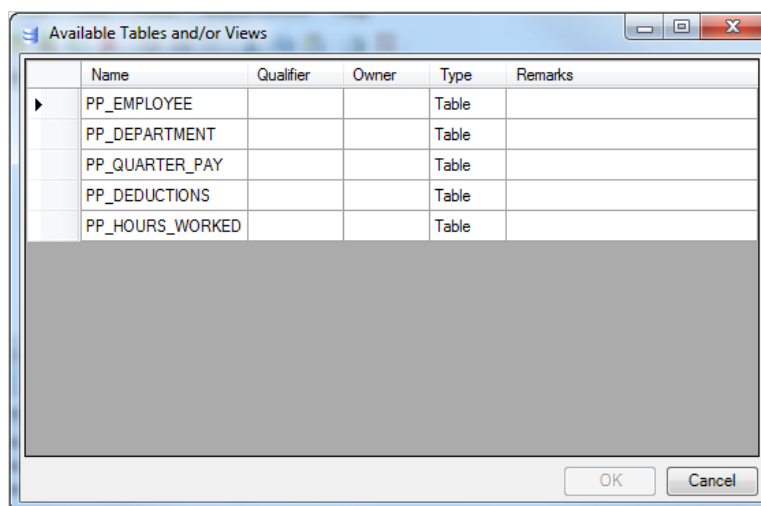 Available Tables and/or Views
Name Qualifier Owner Type Remarks
PP_EMPLOYEE Table
PP_DEPARTMENT Table
PP_QUARTER_PAY Table
PP_DEDUCTIONS Table
PP_HOURS_WORKED Table
OK Cancel